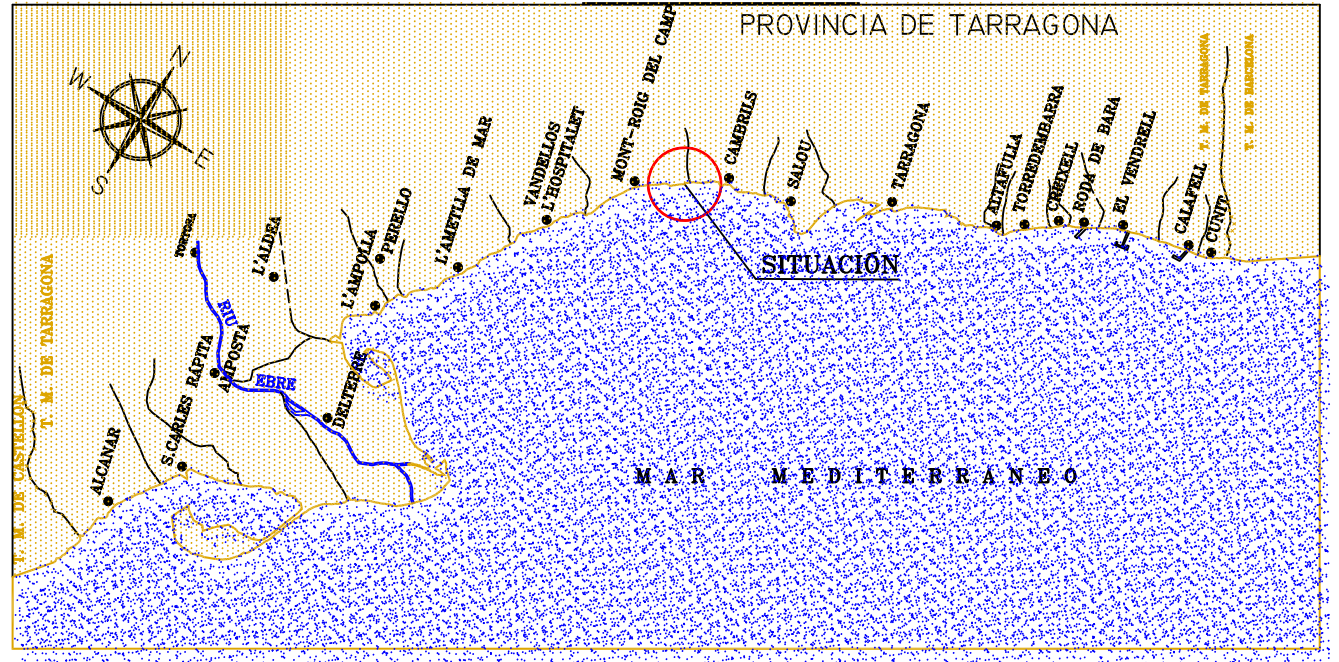 PROVINCIA DE TARRAGONA
N
W
E
S
T. M. DE TARRAGONA
T. M. DE BARCELONA
MONT-ROIG DEL CAMP
CAMBRILS
SALOU
TARRAGONA
ALTAFULLA
TORREDEMBARRA
CREIXELL
RODA DE BARA
EL VENDRELL
CALAFELL
CUNIT
VANDELLOS
L'HOSPITALET
L'AMETLLA DE MAR
PERELLO
L'AMPOLLA
L'ALDEA
TORTOSA
RIU
EBRE
AMPOSTA
DELTEBRE
S.CARLES RAPITA
ALCANAR
T. M. DE TARRAGONA
T. M. DE CASTELLON
SITUACIÓN
MAR MEDITERRANEO